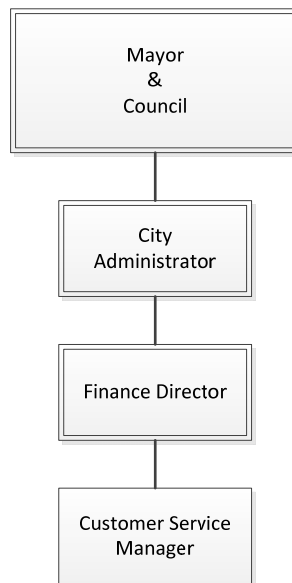 Mayor
&
Council
City
Administrator
Finance Director
Customer Service
Manager